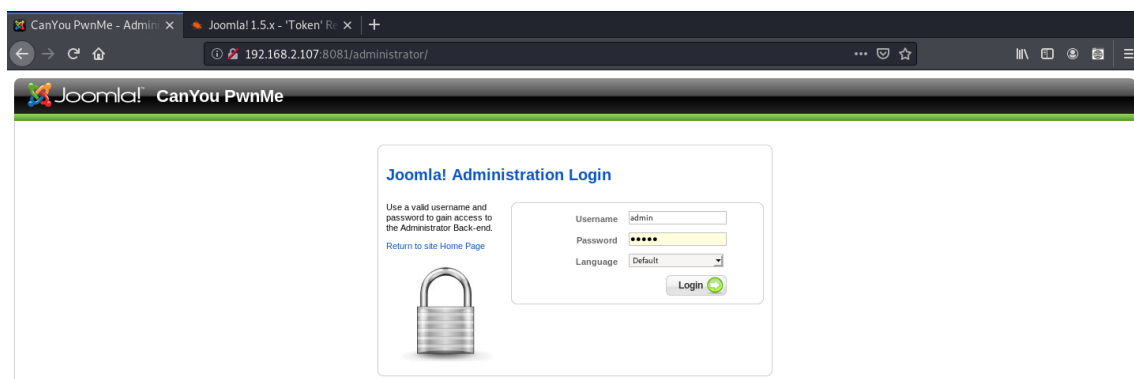 CanYou PwnMe - Admini
Joomla! 1.5.x - 'Token' Re
192.168.2.107:8081/administrator/
Joomla! CanYou PwnMe
Joomla! Administration Login
Use a valid username and
password to gain access to
the Administrator Back-end.
Return to site Home Page
Username admin
Password •••••
Language Default
Login